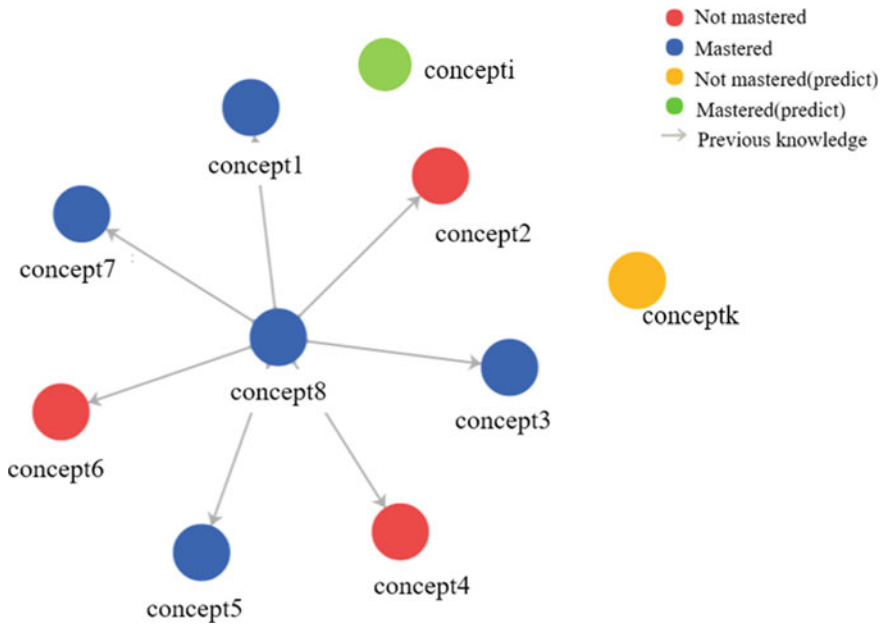 Not mastered
Mastered
Not mastered(predict)
Mastered(predict)
Previous knowledge
concepti
concept1
concept2
concept7
conceptk
concept8
concept3
concept6
concept4
concept5